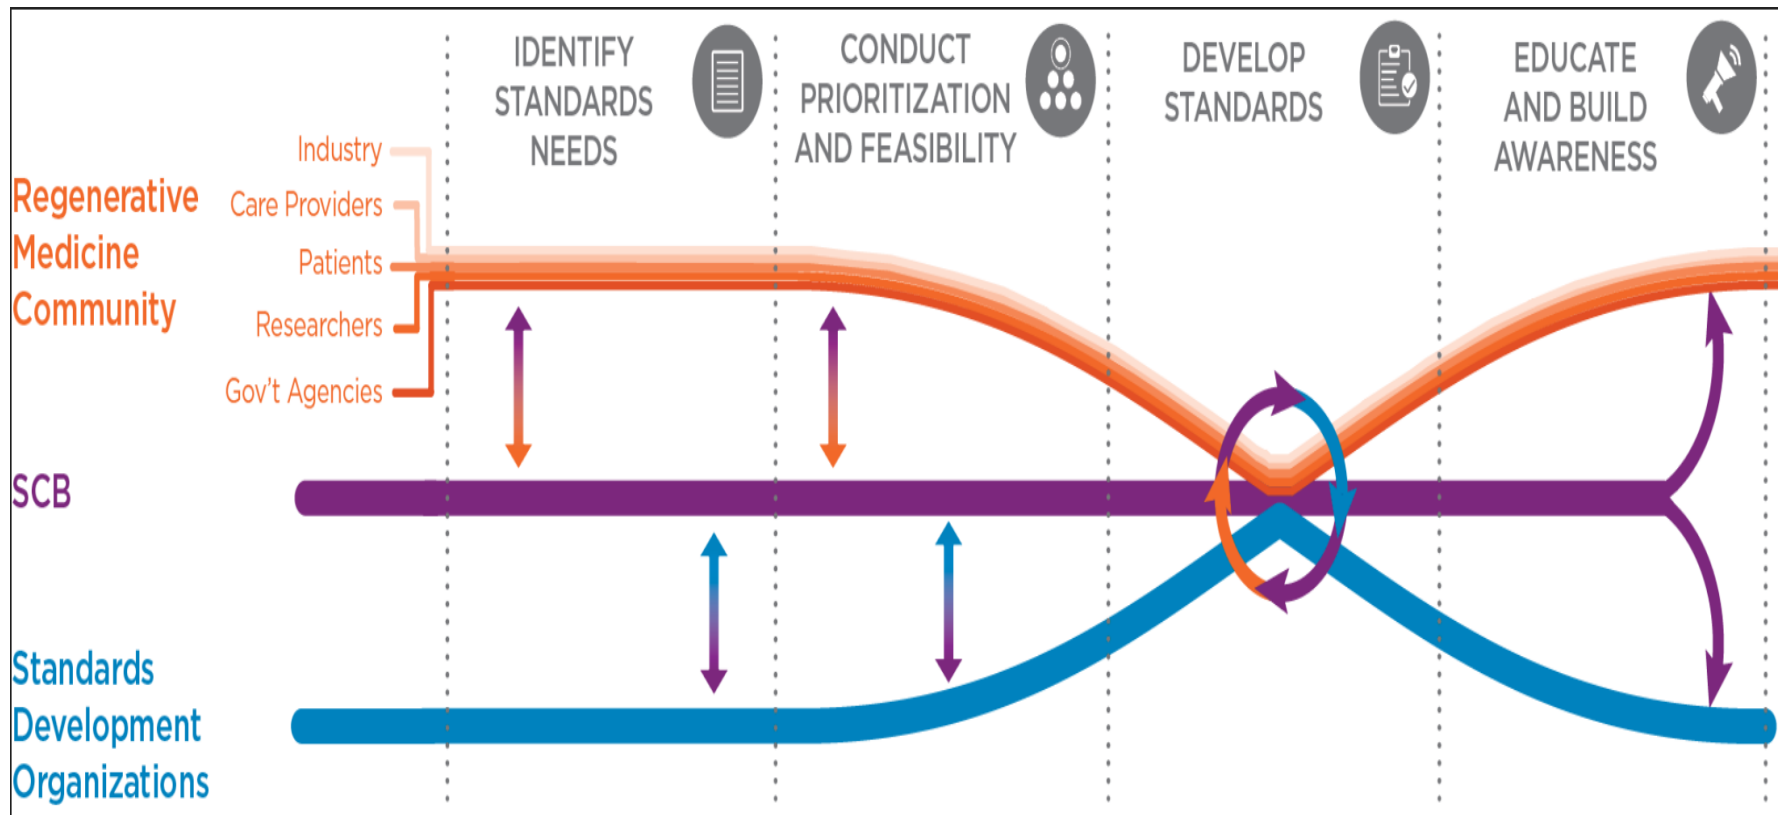 IDENTIFY
STANDARDS
NEEDS
CONDUCT
PRIORITIZATION
AND FEASIBILITY
DEVELOP
STANDARDS
EDUCATE
AND BUILD
AWARENESS
Regenerative
Medicine
Community
Industry
Care Providers
Patients
Researchers
Gov't Agencies
SCB
Standards
Development
Organizations